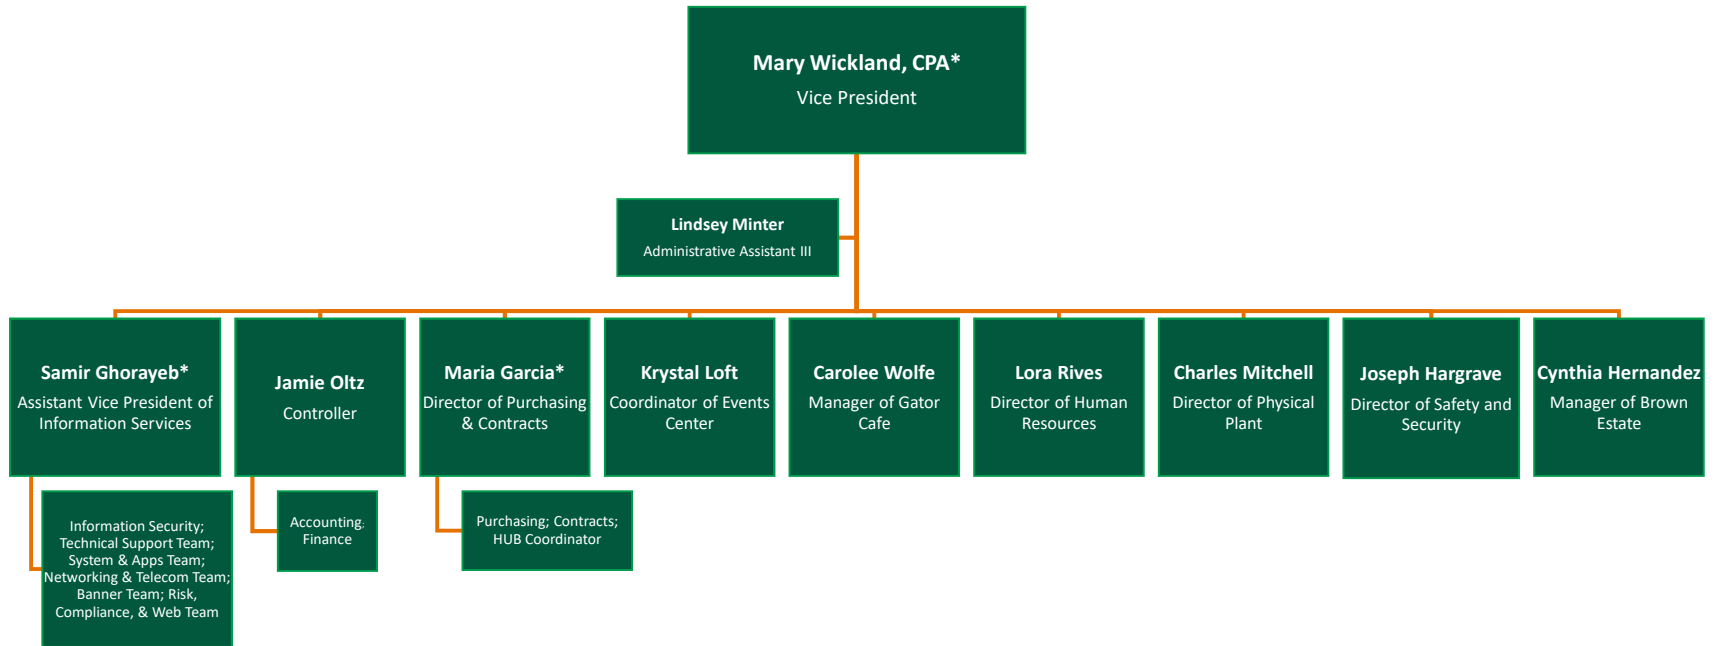 Mary Wickland, CPA*
Vice President
Lindsey Minter
Administrative Assistant III
Samir Ghorayeb*
Assistant Vice President of
Information Services
Jamie Oltz
Controller
Maria Garcia*
Director of Purchasing
& Contracts
Krystal Loft
Coordinator of Events
Center
Carolee Wolfe
Manager of Gator
Cafe
Lora Rives
Director of Human
Resources
Charles Mitchell
Director of Physical
Plant
Joseph Hargrave
Director of Safety and
Security
Cynthia Hernandez
Manager of Brown
Estate
Information Security;
Technical Support Team;
System & Apps Team;
Networking & Telecom Team;
Banner Team; Risk,
Compliance, & Web Team
Accounting;
Finance
Purchasing; Contracts;
HUB Coordinator